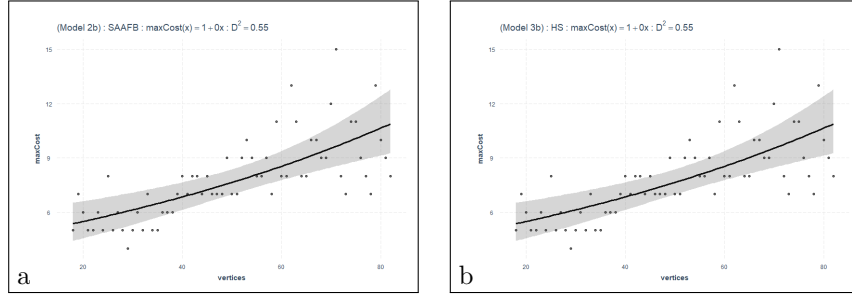 (Model 2b) : SAAFB : maxCost(x) = 1+0x : D² = 0.55
15
12
9
6
maxCost
20 40 60 80
vertices
a
(Model 3b) : HS : maxCost(x) = 1+0x : D² = 0.55
15
12
9
6
maxCost
20 40 60 80
vertices
b